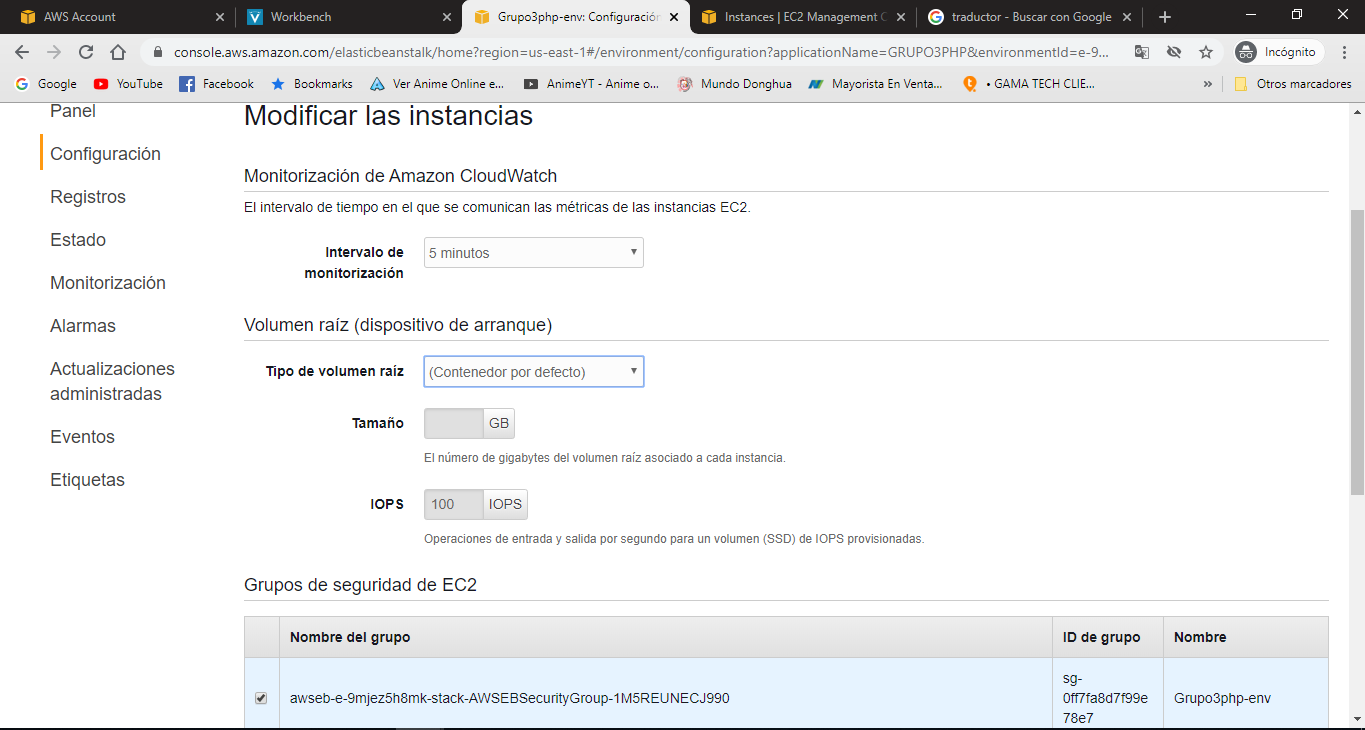 AWS Account
Workbench
Grupo3php-env: Configuración
Instances | EC2 Management C
traductor - Buscar con Google
console.aws.amazon.com/elasticbeanstalk/home?region=us-east-1#/environment/configuration?applicationName=GRUPO3PHP&environmentId=e-9...
Incógnito
Google
YouTube
Facebook
Bookmarks
Ver Anime Online e...
AnimeYT - Anime o...
Mundo Donghua
Mayorista En Venta...
• GAMA TECH CLIE...
Otros marcadores
Panel
Configuración
Registros
Estado
Monitorización
Alarmas
Actualizaciones
administradas
Eventos
Etiquetas
Modificar las instancias
Monitorización de Amazon CloudWatch
El intervalo de tiempo en el que se comunican las métricas de las instancias EC2.
Intervalo de
monitorización
5 minutos
Volumen raíz (dispositivo de arranque)
Tipo de volumen raíz
(Contenedor por defecto)
Tamaño
GB
El número de gigabytes del volumen raíz asociado a cada instancia.
IOPS
100
IOPS
Operaciones de entrada y salida por segundo para un volumen (SSD) de IOPS provisionadas.
Grupos de seguridad de EC2
Nombre del grupo
ID de grupo
Nombre
awseb-e-9mjez5h8mk-stack-AWSEBSecurityGroup-1M5REUNECJ990
sg-
0ff7fa8d7f99e
78e7
Grupo3php-env